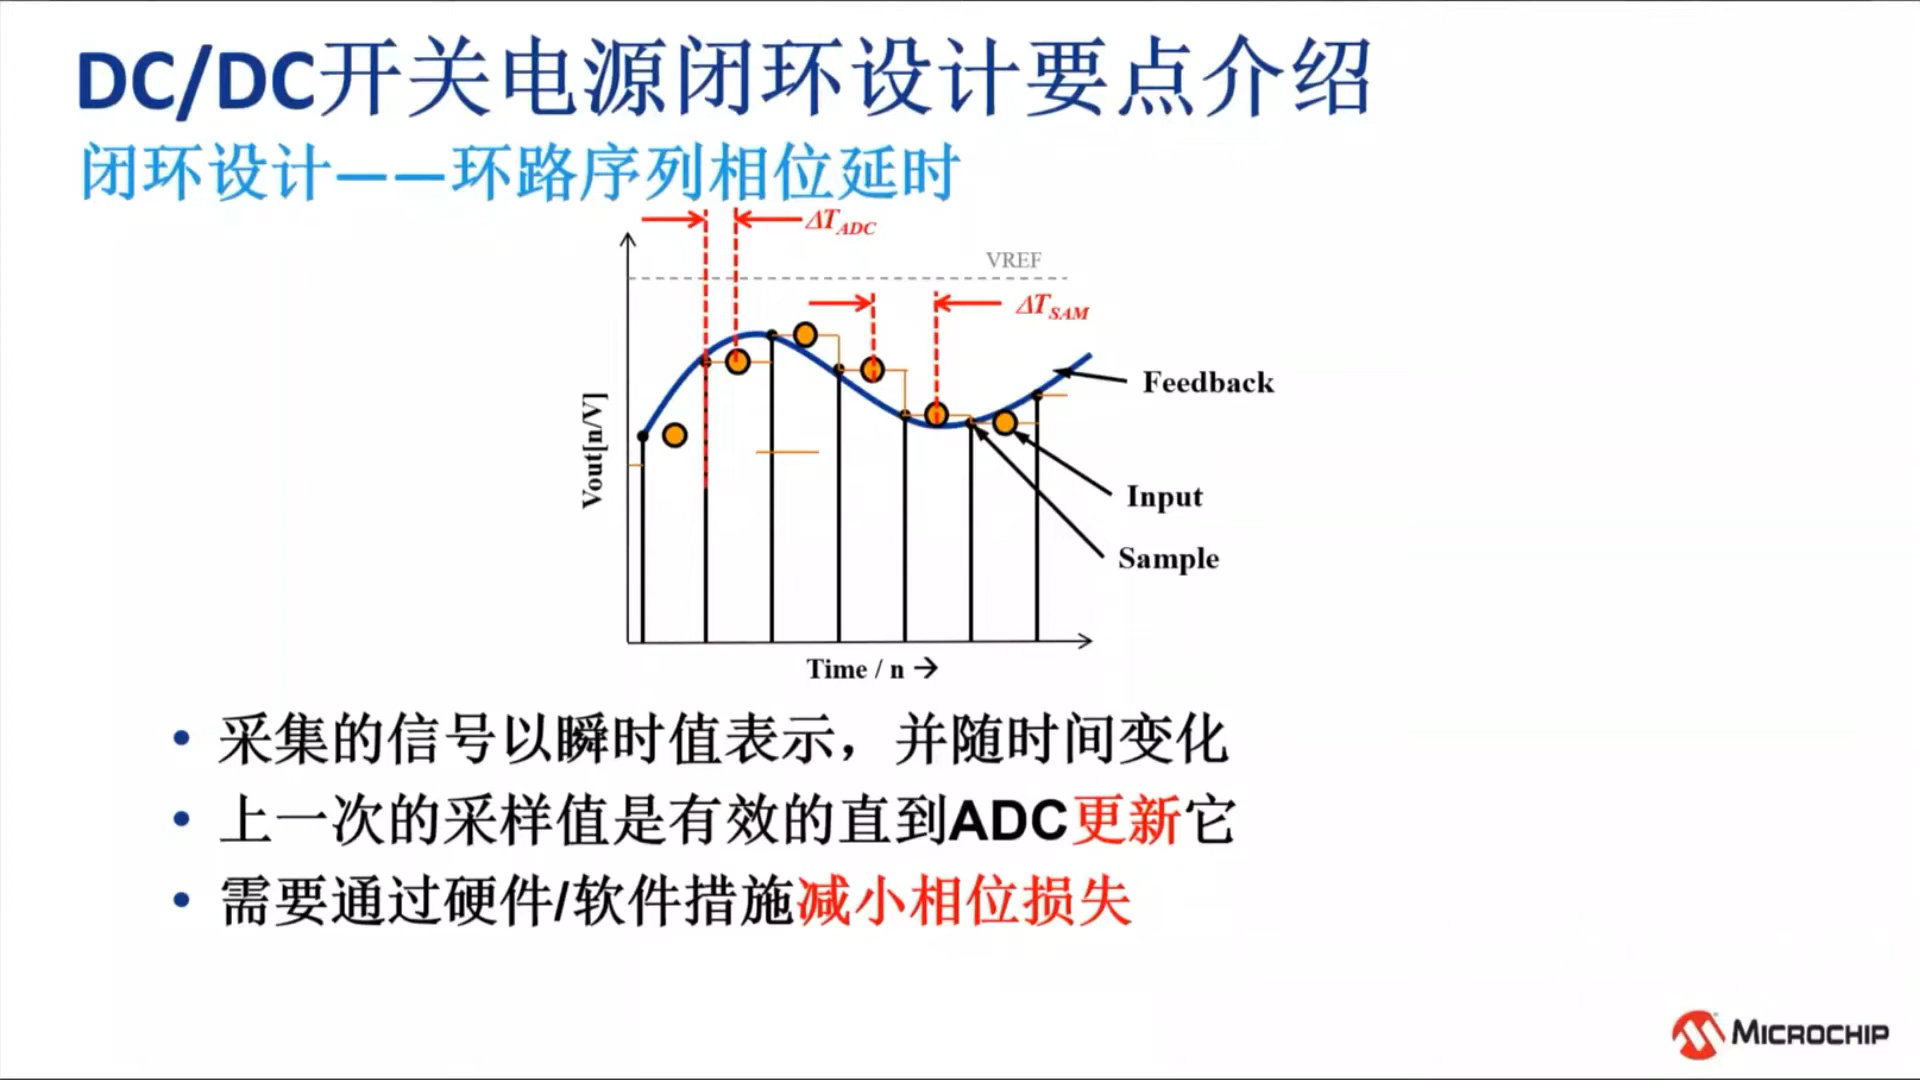 DC/DC开关电源闭环设计要点介绍
闭环设计——环路序列相位延时
ΔT_ADC
VREF
ΔT_SAM
Feedback
Vout[n/V]
Input
Sample
Time / n →
• 采集的信号以瞬时值表示，并随时间变化
• 上一次的采样值是有效的直到ADC更新它
• 需要通过硬件/软件措施减小相位损失
MICROCHIP